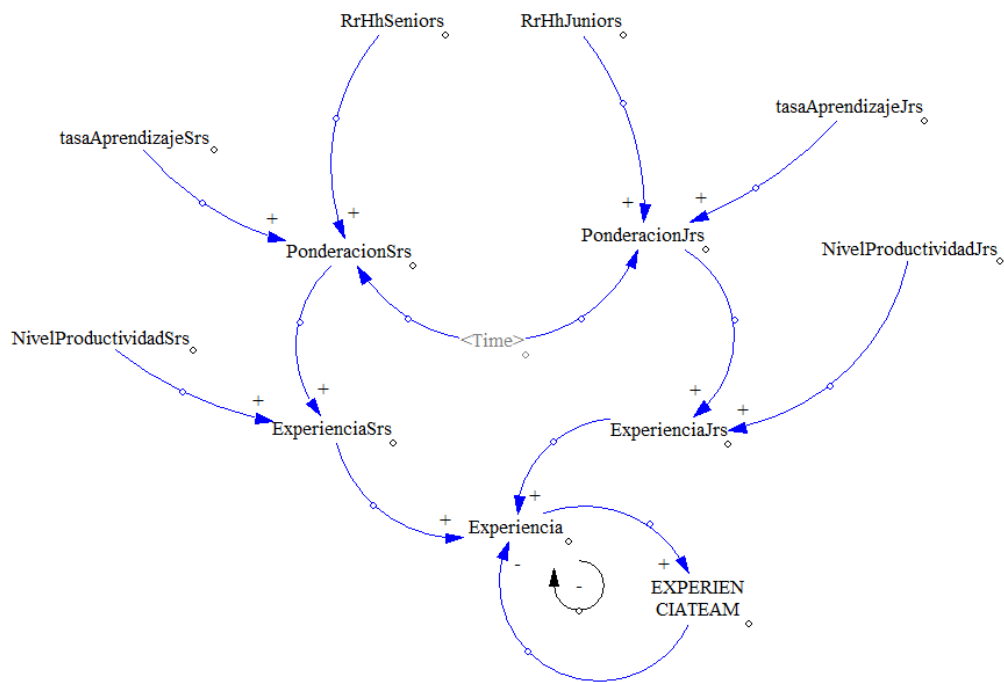 RrHhSeniors
RrHhJuniors
tasaAprendizajeSrs
tasaAprendizajeJrs
+
+
+
+
PonderacionSrs
PonderacionJrs
NivelProductividadJrs
NivelProductividadSrs
<Time>
+
+
+
+
ExperienciaSrs
ExperienciaJrs
+
+
Experiencia
-
-
+
EXPERIEN
CIATEAM